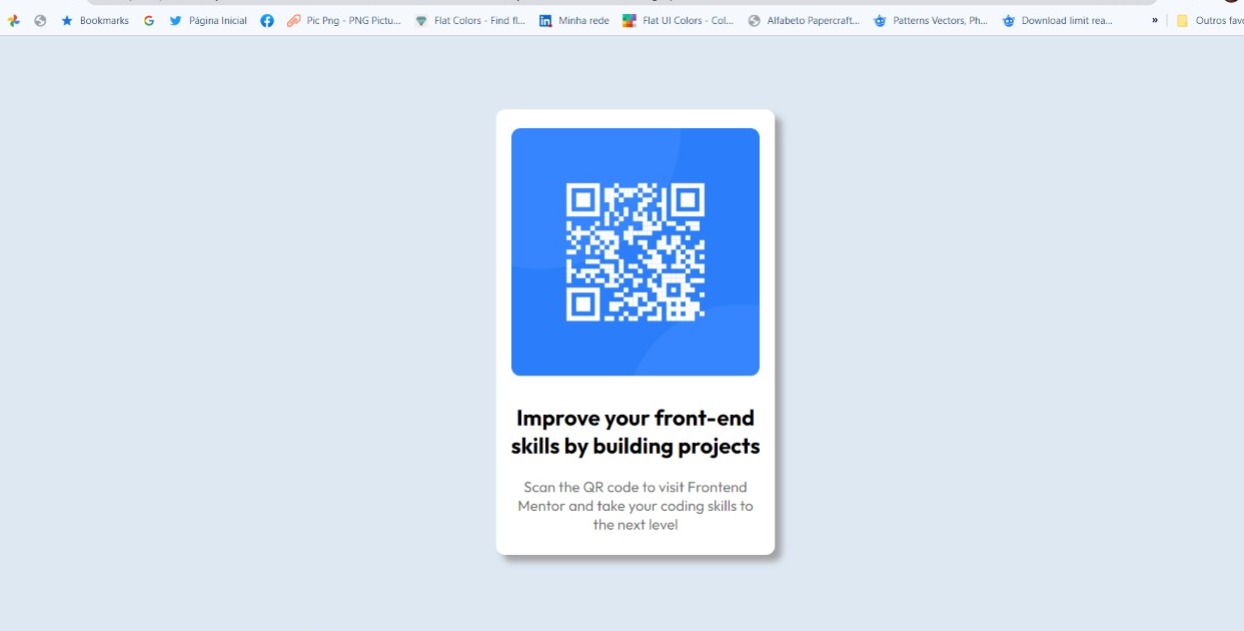 Bookmarks Página Inicial Pic Png - PNG Pictu... Flat Colors - Find fl... Minha rede Flat UI Colors - Col... Alfabeto Papercraft... Patterns Vectors, Ph... Download limit rea... » Outros favo
Improve your front-end
skills by building projects
Scan the QR code to visit Frontend
Mentor and take your coding skills to
the next level